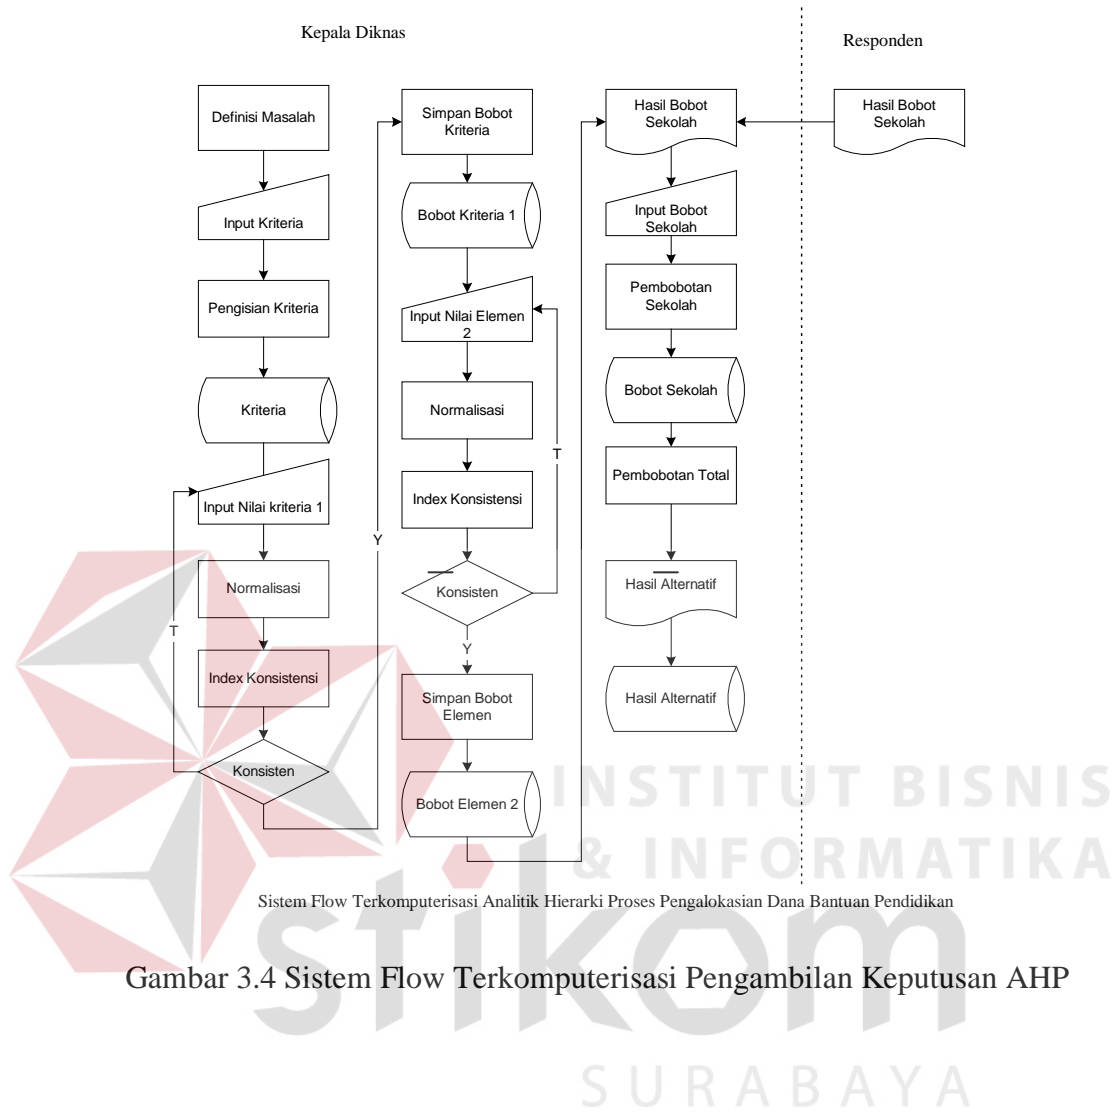 Kepala Diknas
Responden
Definisi Masalah
Input Kriteria
Pengisian Kriteria
Kriteria
Input Nilai kriteria 1
Normalisasi
T
Index Konsistensi
Konsisten
Y
Simpan Bobot
Kriteria
Bobot Kriteria 1
Input Nilai Elemen
2
Normalisasi
T
Index Konsistensi
Konsisten
Y
Simpan Bobot
Elemen
Bobot Elemen 2
Hasil Bobot
Sekolah
Input Bobot
Sekolah
Pembobotan
Sekolah
Bobot Sekolah
Pembobotan Total
Hasil Alternatif
Hasil Alternatif
Hasil Bobot
Sekolah
INSTITUT BISNIS
& INFORMATIKA
Sistem Flow Terkomputerisasi Analitik Hierarki Proses Pengalokasian Dana Bantuan Pendidikan
stikom
Gambar 3.4 Sistem Flow Terkomputerisasi Pengambilan Keputusan AHP
SURABAYA